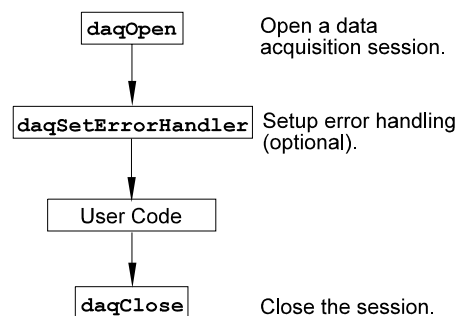 daqOpen
Open a data
acquisition session.
daqSetErrorHandler
Setup error handling
(optional).
User Code
daqClose
Close the session.